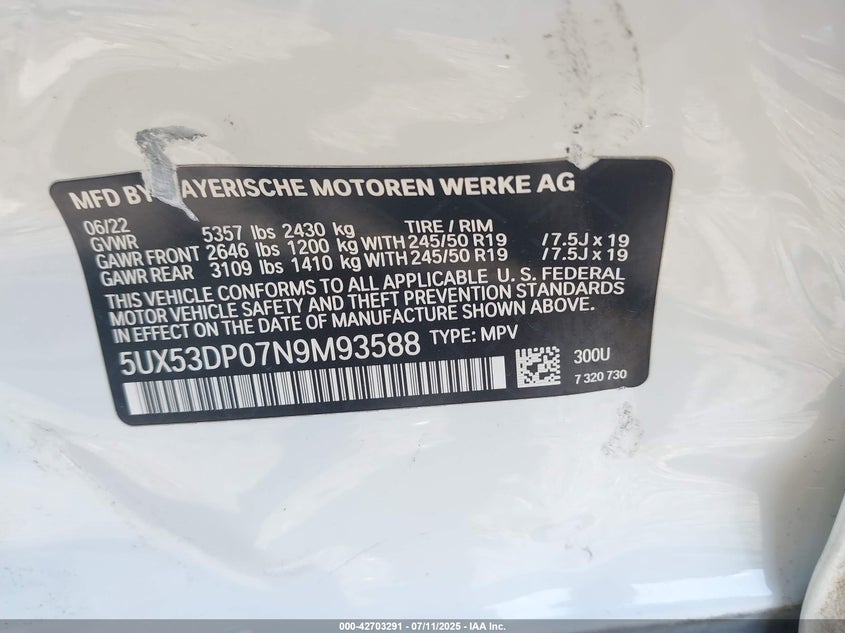 MFD BY BAYERISCHE MOTOREN WERKE AG
06/22
GVWR 5357 lbs 2430 kg TIRE / RIM
GAWR FRONT 2646 lbs 1200 kg WITH 245/50 R19 /7.5J x 19
GAWR REAR 3109 lbs 1410 kg WITH 245/50 R19 /7.5J x 19
THIS VEHICLE CONFORMS TO ALL APPLICABLE U. S. FEDERAL
MOTOR VEHICLE SAFETY AND THEFT PREVENTION STANDARDS
IN EFFECT ON THE DATE OF MANUFACTURE SHOWN ABOVE.
5UX53DP07N9M93588 TYPE: MPV
300U
7 320 730
000-42703291 - 07/11/2025 - IAA Inc.